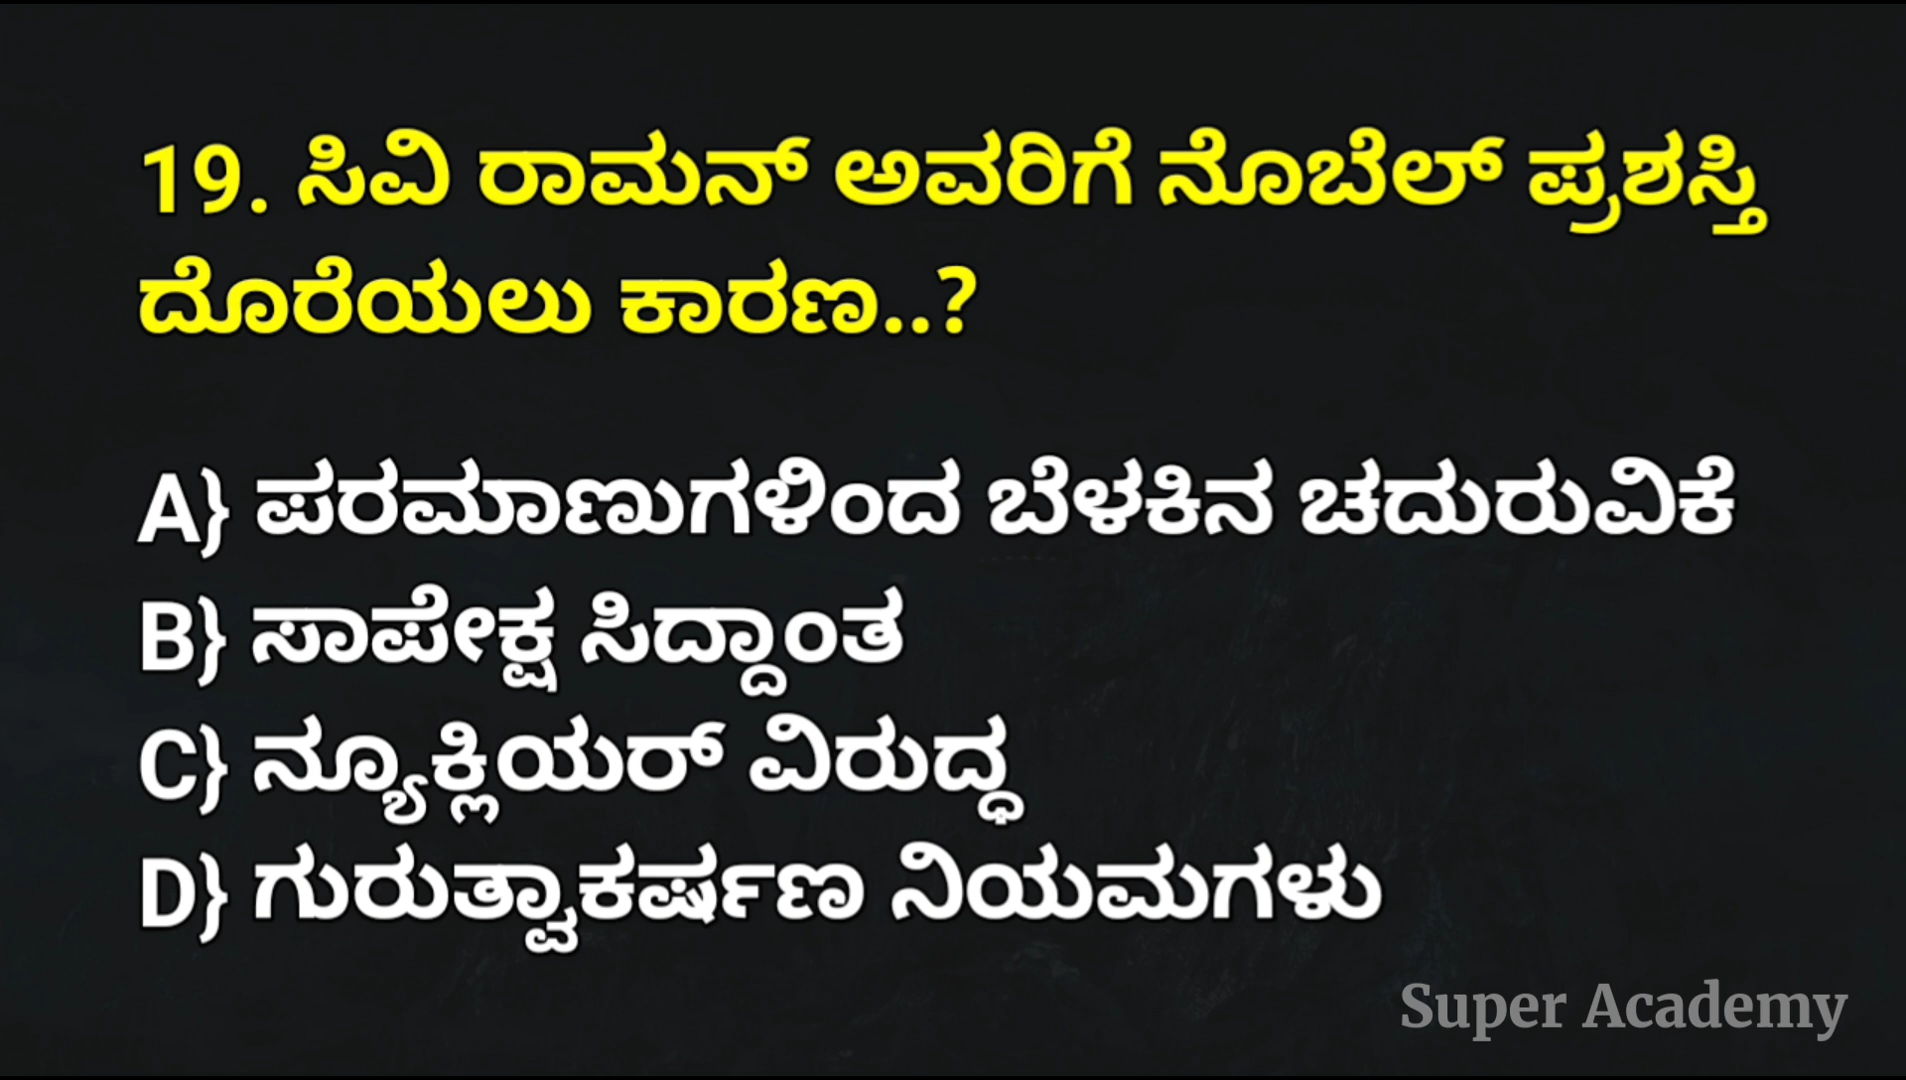 19. ಸಿವಿ ರಾಮನ್ ಅವರಿಗೆ ನೊಬೆಲ್ ಪ್ರಶಸ್ತಿ
ದೊರೆಯಲು ಕಾರಣ..?
A} ಪರಮಾಣುಗಳಿಂದ ಬೆಳಕಿನ ಚದುರುವಿಕೆ
B} ಸಾಪೇಕ್ಷ ಸಿದ್ದಾಂತ
C} ನ್ಯೂಕ್ಲಿಯರ್ ವಿರುದ್ಧ
D} ಗುರುತ್ವಾಕರ್ಷಣ ನಿಯಮಗಳು
Super Academy